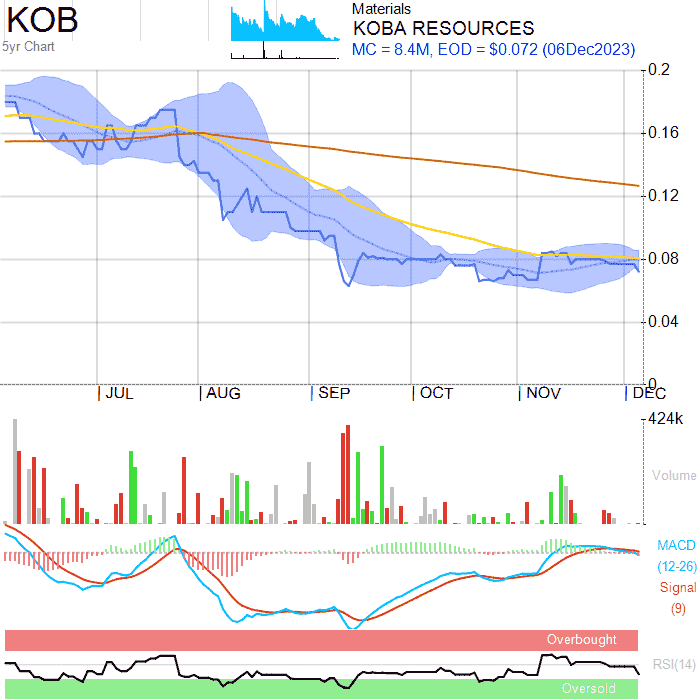 KOB
5yr Chart
Materials
KOBA RESOURCES
MC = 8.4M, EOD = $0.072 (06Dec2023)
0.2
0.16
0.12
0.08
0.04
0
JUL
AUG
SEP
OCT
NOV
DEC
424k
Volume
MACD
(12-26)
Signal
(9)
Overbought
RSI(14)
Oversold